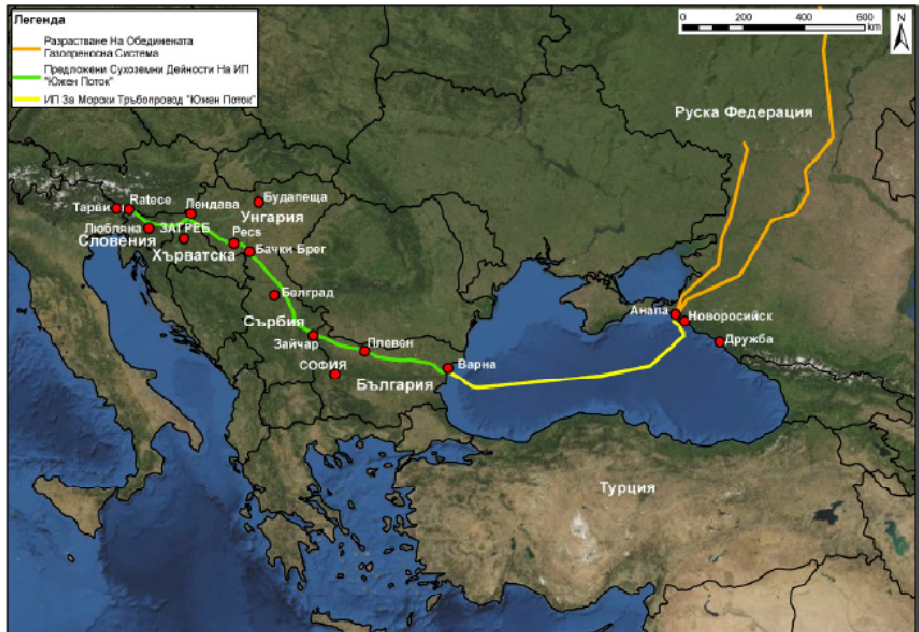 Легенда
Разрастване На Обединената
Газопреносна Система
Предложени Сухоземни Дейности На ИП
"Южен Поток"
ИП За Морски Тръбопровод "Южен Поток"
0 200 400 600
km
N
Руска Федерация
Тарви
Ratece
Лендава
Будапеща
Унгария
Любляна
ЗАГРЕБ
Словения
Pecs
Хърватска
Бачки Брег
Белград
Сърбия
Зайчар
Плевен
СОФИЯ
България
Варна
Анапа
Новоросийск
Дружба
Турция